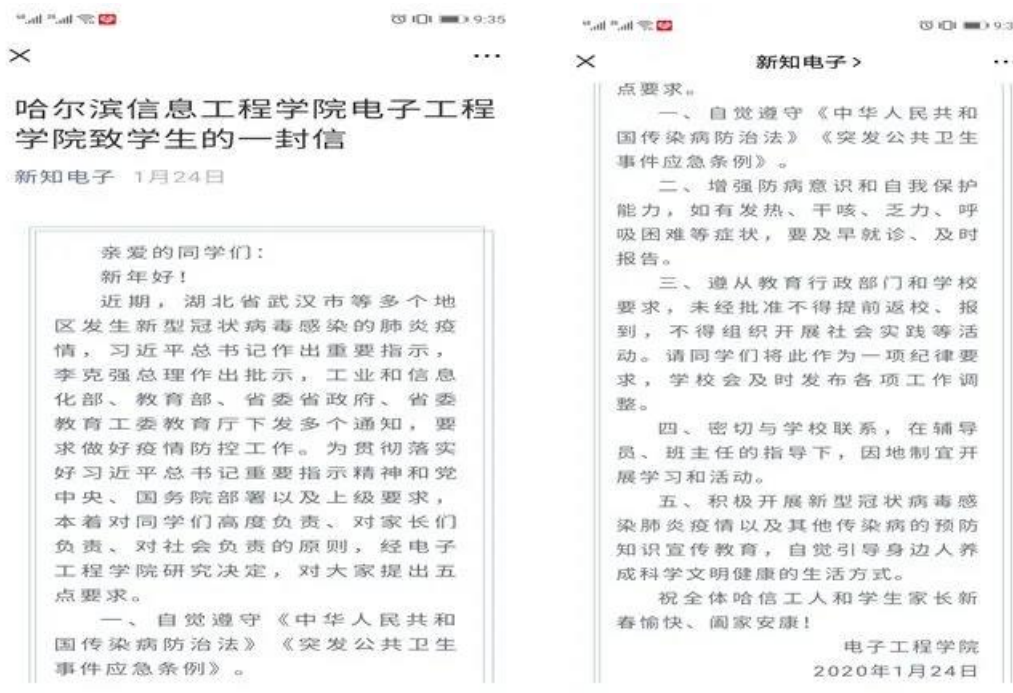 9:35
哈尔滨信息工程学院电子工程
学院致学生的一封信
新知电子 1月24日
亲爱的同学们：
新年好！
近期，湖北省武汉市等多个地
区发生新型冠状病毒感染的肺炎疫
情，习近平总书记作出重要指示，
李克强总理作出批示，工业和信息
化部、教育部、省委省政府、省委
教育工委教育厅下发多个通知，要
求做好疫情防控工作。为贯彻落实
好习近平总书记重要指示精神和党
中央、国务院部署以及上级要求，
本着对同学们高度负责、对家长们
负责、对社会负责的原则，经电子
工程学院研究决定，对大家提出五
点要求。
一、自觉遵守《中华人民共和
国传染病防治法》《突发公共卫生
事件应急条例》。
新知电子 >
点要求。
一、自觉遵守《中华人民共和
国传染病防治法》《突发公共卫生
事件应急条例》。
二、增强防病意识和自我保护
能力，如有发热、干咳、乏力、呼
吸困难等症状，要及早就诊、及时
报告。
三、遵从教育行政部门和学校
要求，未经批准不得提前返校、报
到，不得组织开展社会实践等活
动。请同学们将此作为一项纪律要
求，学校会及时发布各项工作调
整。
四、密切与学校联系，在辅导
员、班主任的指导下，因地制宜开
展学习和活动。
五、积极开展新型冠状病毒感
染肺炎疫情以及其他传染病的预防
知识宣传教育，自觉引导身边人养
成科学文明健康的生活方式。
祝全体哈信工人和学生家长新
春愉快、阖家安康！
电子工程学院
2020年1月24日